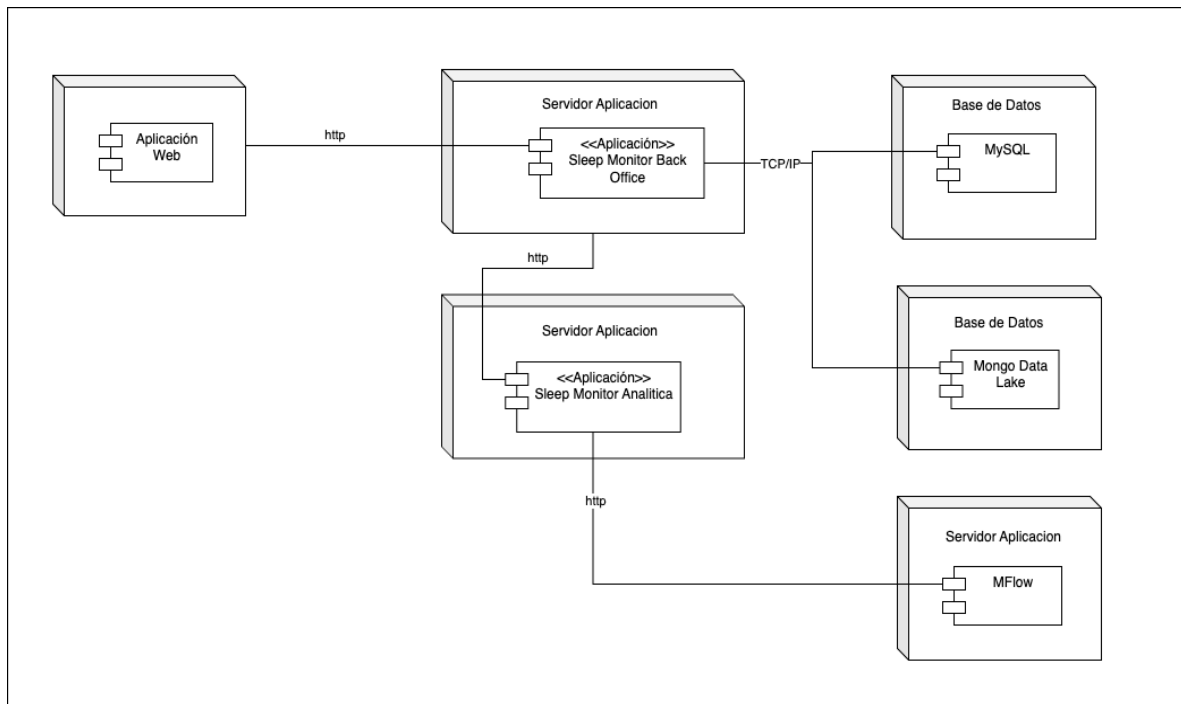 Aplicación
Web
http
Servidor Aplicacion
<<Aplicación>>
Sleep Monitor Back
Office
TCP/IP
Base de Datos
MySQL
http
Servidor Aplicacion
<<Aplicación>>
Sleep Monitor Analitica
Base de Datos
Mongo Data
Lake
http
Servidor Aplicacion
MFlow